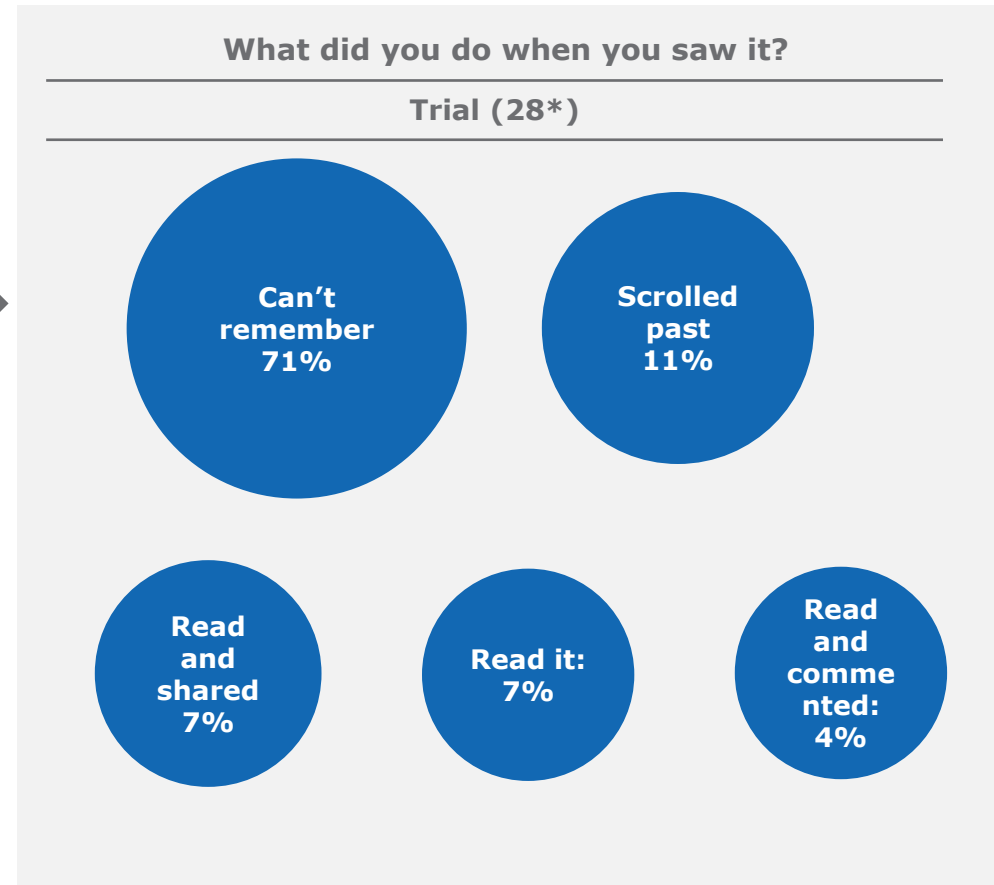 What did you do when you saw it?
Trial (28*)
Can’t
remember
71%
Scrolled
past
11%
Read
and
shared
7%
Read it:
7%
Read
and
comme
nted:
4%